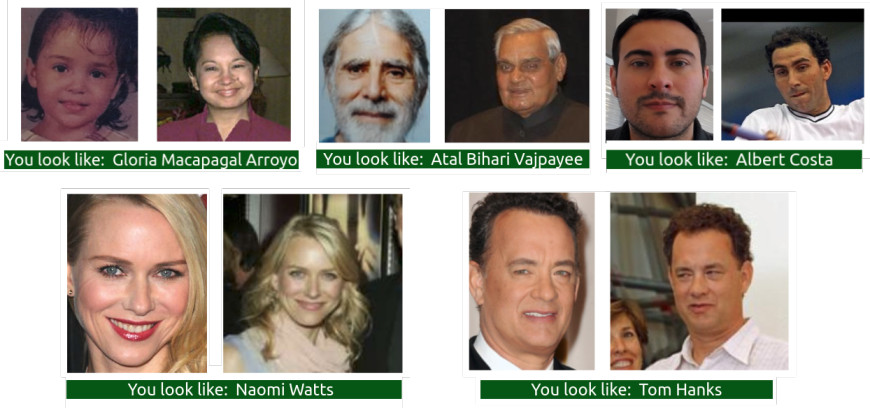 You look like: Gloria Macapagal Arroyo
You look like: Atal Bihari Vajpayee
You look like: Albert Costa
You look like: Naomi Watts
You look like: Tom Hanks